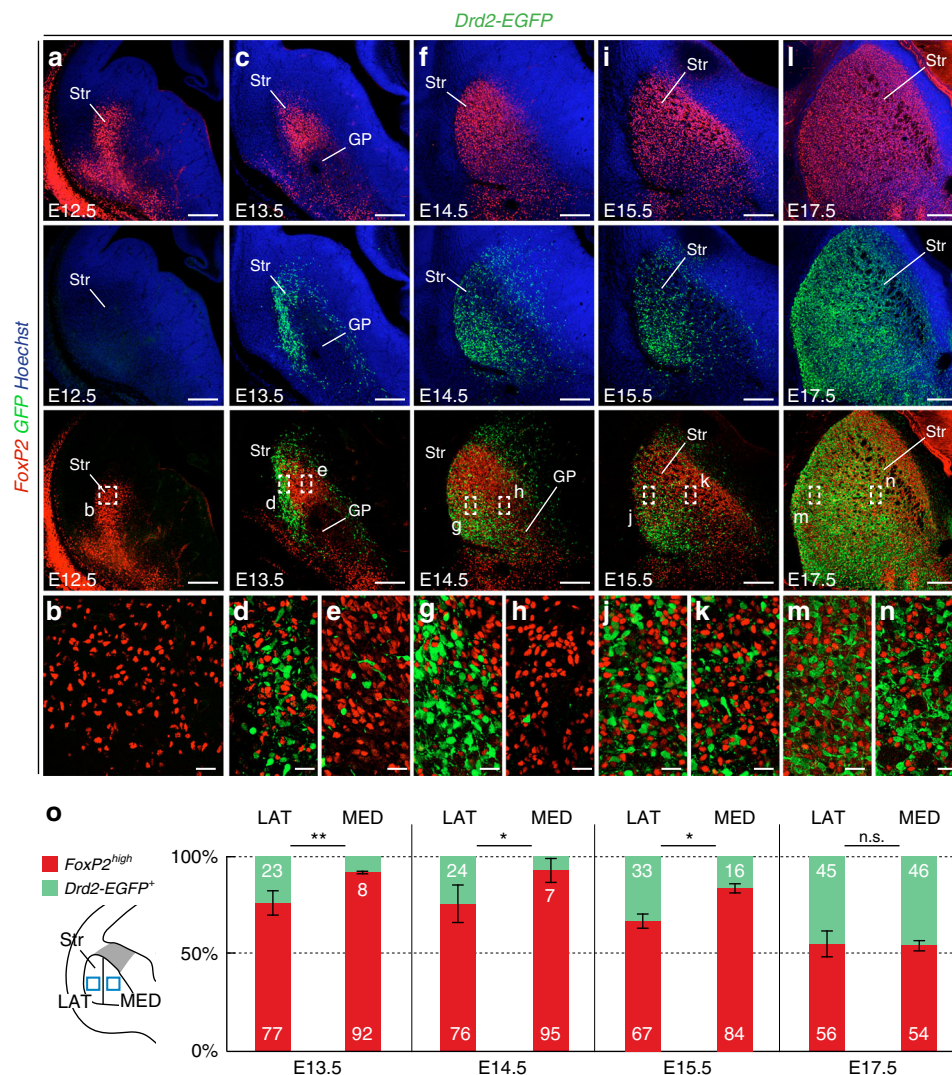 Drd2-EGFP
FoxP2 GFP Hoechst
a
Str
E12.5
c
Str
GP
E13.5
f
Str
E14.5
i
Str
E15.5
l
Str
E17.5
Str
E12.5
Str
GP
E13.5
Str
E14.5
Str
E15.5
Str
E17.5
Str
b
E12.5
Str
e
d
GP
E13.5
Str
h
GP
g
E14.5
Str
k
j
E15.5
Str
n
m
E17.5
b
d
e
g
h
j
k
m
n
o
FoxP2high
Drd2-EGFP+
Str
LAT MED
LAT MED LAT MED LAT MED LAT MED
** * * n.s.
100%
23 8 24 7 33 16 45 46
50%
77 92 76 95 67 84 56 54
0%
E13.5 E14.5 E15.5 E17.5